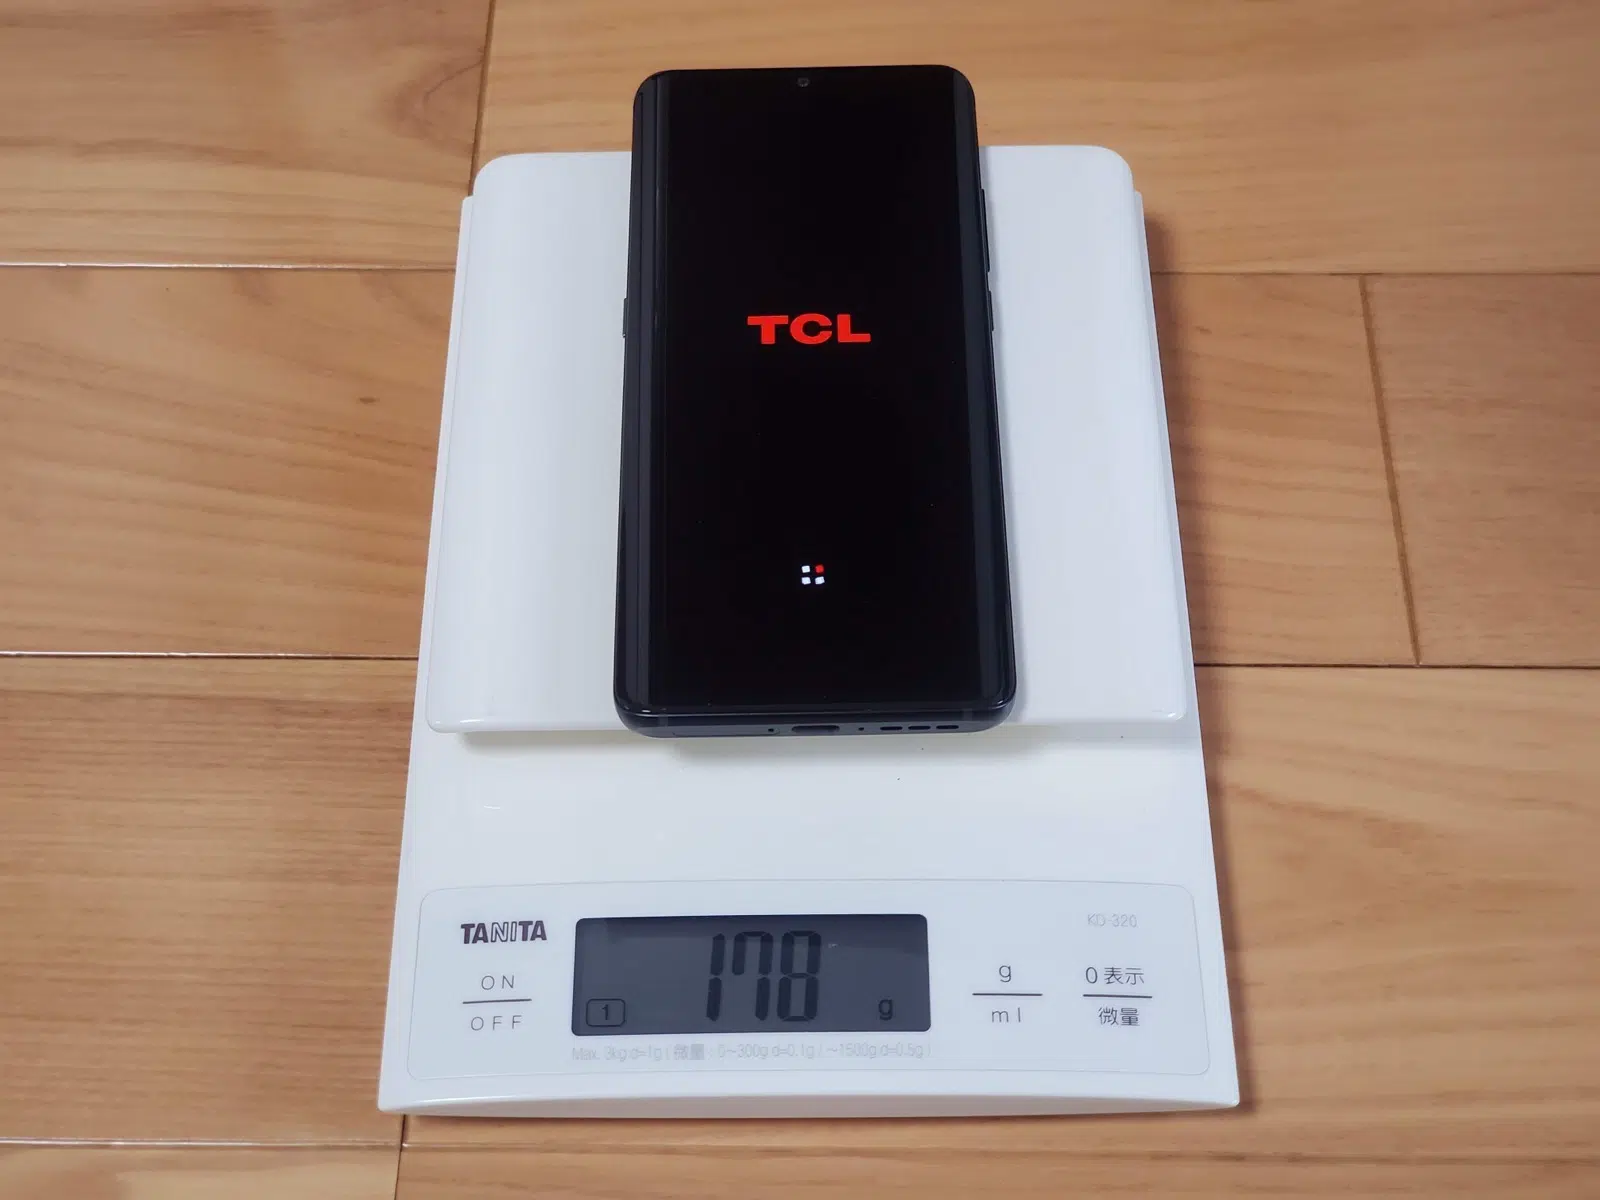 TCL
TANITA
KD-320
ON
OFF
1
178
g
g
ml
0表示
微量
Max. 3kg d=1g ( 微量 : 0~300g d=0.1g / ~1500g d=0.5g )